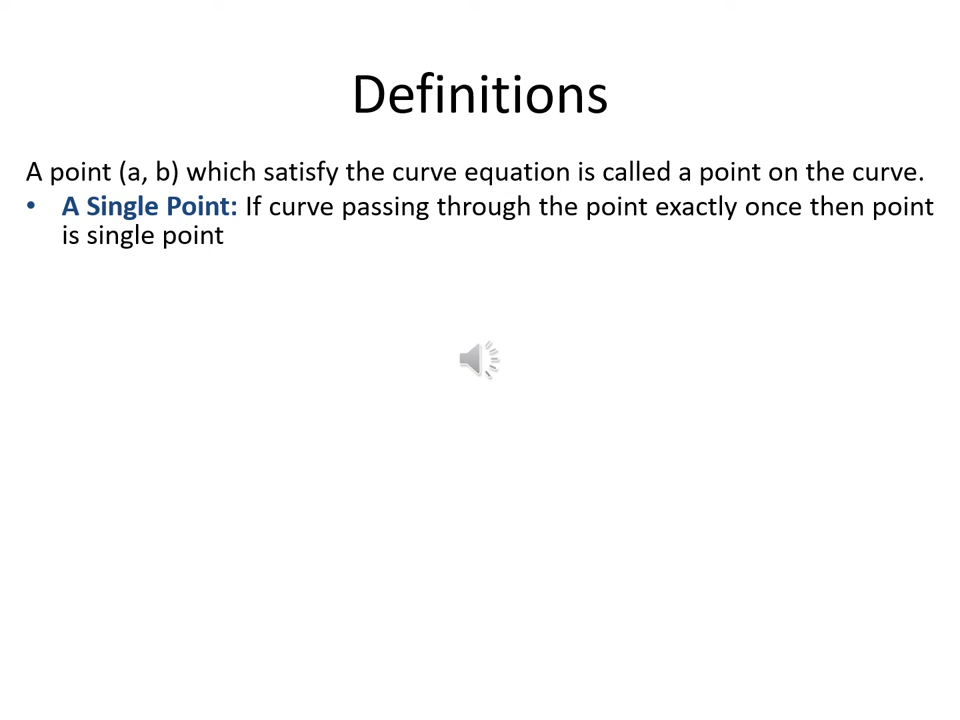 Definitions
A point (a, b) which satisfy the curve equation is called a point on the curve.
• A Single Point: If curve passing through the point exactly once then point
is single point